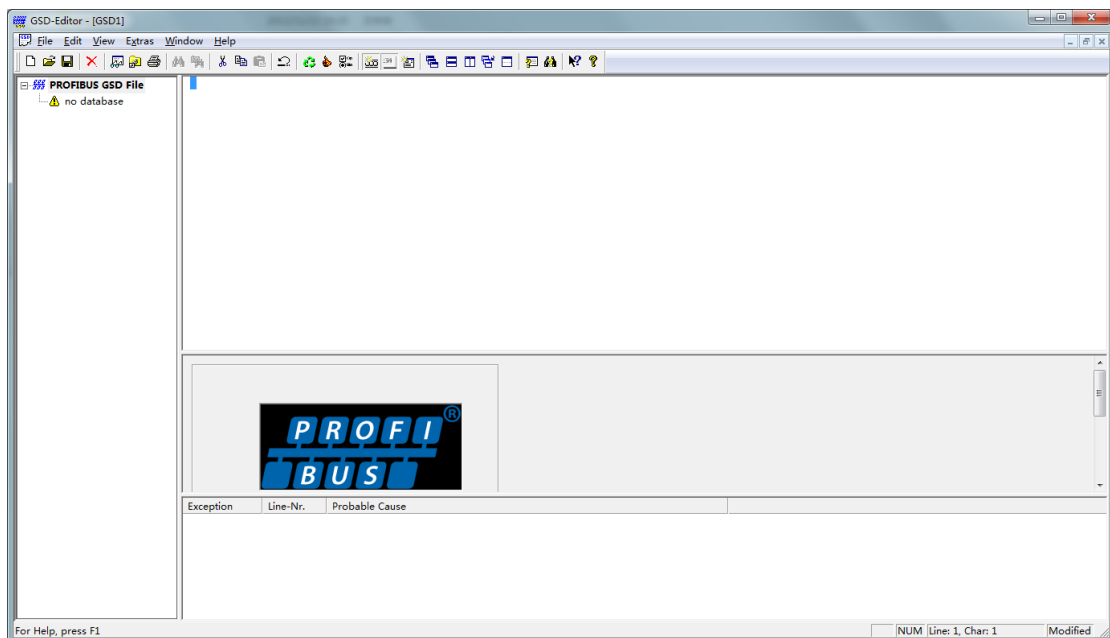 GSD-Editor - [GSD1]
File Edit View Extras Window Help
PROFIBUS GSD File
no database
PROFI®
BUS
Exception Line-Nr. Probable Cause
For Help, press F1 NUM Line: 1, Char: 1 Modified